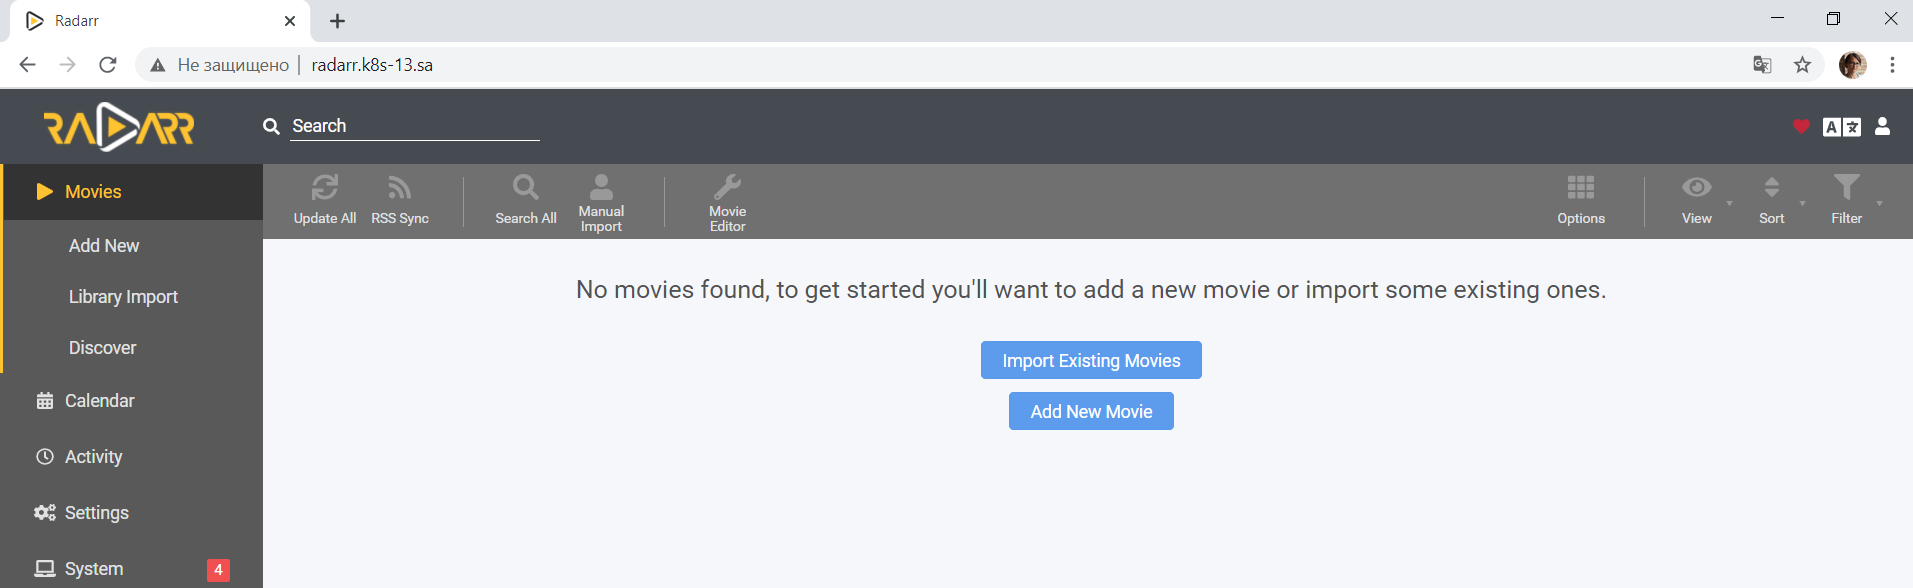 Radarr
Не защищено | radarr.k8s-13.sa
RADARR
Search
Movies
Add New
Library Import
Discover
Calendar
Activity
Settings
System 4
Update All
RSS Sync
Search All
Manual
Import
Movie
Editor
Options
View
Sort
Filter
No movies found, to get started you'll want to add a new movie or import some existing ones.
Import Existing Movies
Add New Movie